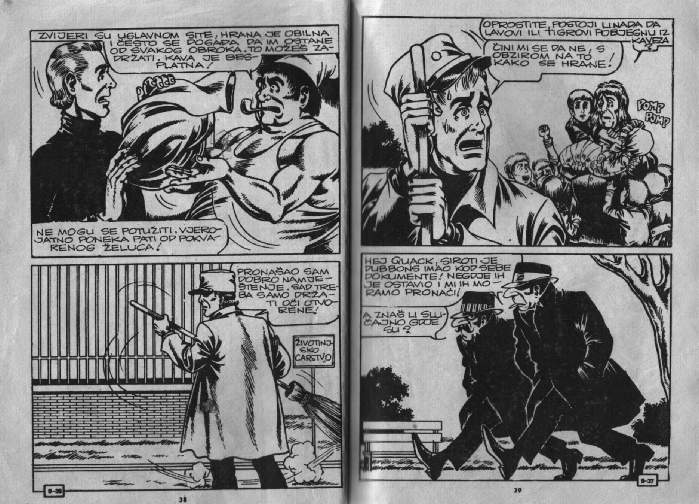 ZVIJERI SU UGLAVNOM SITE, HRANA JE OBILNA
I ČESTO SE DOGAĐA DA IM OSTANE
OD SVAKOG OBROKA. TO MOŽEŠ ZA-
DRŽATI. KAVA JE BES-
PLATNA!
NE MOGU SE POTUŽITI. VJERO-
JATNO PONEKA PATI OD POKVA-
RENOG ŽELUCA!
PRONAŠAO SAM
DOBRO NAMJE-
ŠTENJE. SAD TRE-
BA SAMO DRŽA-
TI OČI OTVO-
RENE!
ŽIVOTINJ-
SKO
CARSTVO
38
OPROSTITE, POSTOJI LI NADA DA
LAVOVI ILI TIGROVI POBJEGNU IZ
KAVEZA
?
ČINI MI SE DA NE, S
OBZIROM NA TO
KAKO SE HRANE!
POMP
POMP
HEJ QUACK, SIROTI JE
DUBBONS IMAO KOD SEBE
DOKUMENTE! NEGDJE IH
JE OSTAVIO I MI IH MO-
RAMO PRONAĆI!
A ZNAŠ LI SLU-
ČAJNO GDJE
SU?
39
B-37